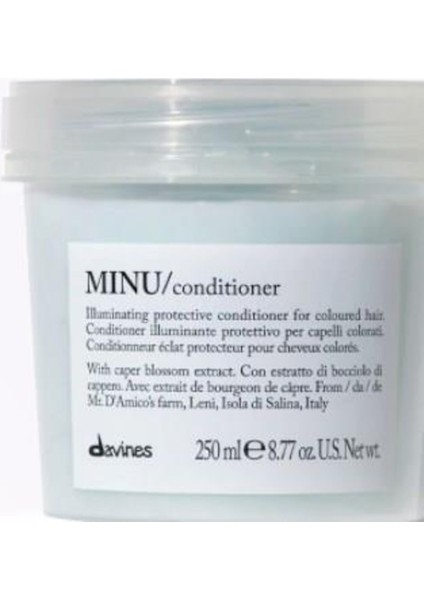 MINU/conditioner
Illuminating protective conditioner for coloured hair.
Conditioner illuminante protettivo per capelli colorati.
Conditionneur éclat protecteur pour cheveux colorés.
With caper blossom extract. Con estratto di bocciolo di
cappero. Avec extrait de bourgeon de câpre. From / da / de
Mr. D'Amico's farm, Leni, Isola di Salina, Italy
davines 250 ml ℮ 8.77 oz. U.S. Net wt.